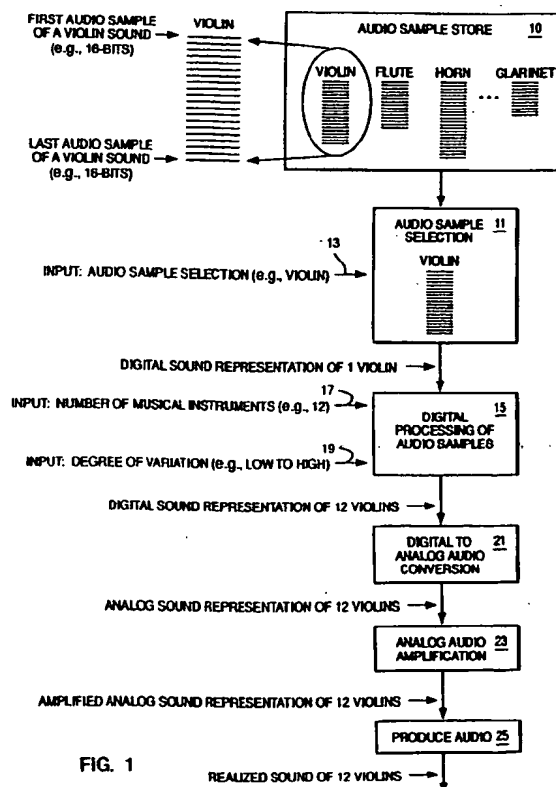 FIRST AUDIO SAMPLE
OF A VIOLIN SOUND
(e.g., 16-BITS)
VIOLIN
LAST AUDIO SAMPLE
OF A VIOLIN SOUND
(e.g., 16-BITS)
AUDIO SAMPLE STORE 10
VIOLIN FLUTE HORN ••• CLARINET
AUDIO SAMPLE 11
SELECTION
VIOLIN
13
INPUT: AUDIO SAMPLE SELECTION (e.g., VIOLIN)
DIGITAL SOUND REPRESENTATION OF 1 VIOLIN
17
INPUT: NUMBER OF MUSICAL INSTRUMENTS (e.g., 12)
15
DIGITAL
PROCESSING OF
AUDIO SAMPLES
19
INPUT: DEGREE OF VARIATION (e.g., LOW TO HIGH)
DIGITAL SOUND REPRESENTATION OF 12 VIOLINS
DIGITAL TO 21
ANALOG AUDIO
CONVERSION
ANALOG SOUND REPRESENTATION OF 12 VIOLINS
ANALOG AUDIO 23
AMPLIFICATION
AMPLIFIED ANALOG SOUND REPRESENTATION OF 12 VIOLINS
PRODUCE AUDIO 25
FIG. 1
REALIZED SOUND OF 12 VIOLINS